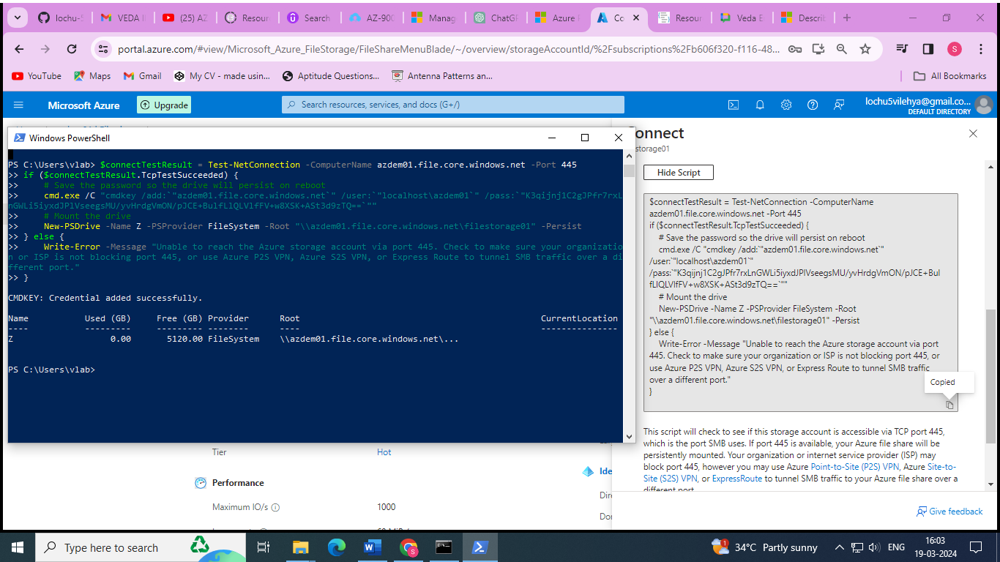 lochu-5
VEDA I
(25) AZ
Resour
Search
AZ-900
Manag
ChatGF
Azure F
Co
Resour
Veda E
Describ
portal.azure.com/#view/Microsoft_Azure_FileStorage/FileShareMenuBlade/~/overview/storageAccountId/%2Fsubscriptions%2Fb606f320-f116-48...
S
YouTube
Maps
Gmail
My CV - made usin...
Aptitude Questions...
Antenna Patterns an...
All Bookmarks
Microsoft Azure
Upgrade
Search resources, services, and docs (G+/)
lochu5vilehya@gmail.co...
DEFAULT DIRECTORY
Windows PowerShell
PS C:\Users\vlab> $connectTestResult = Test-NetConnection -ComputerName azdem01.file.core.windows.net -Port 445
>> if ($connectTestResult.TcpTestSucceeded) {
>>     # Save the password so the drive will persist on reboot
>>     cmd.exe /C "cmdkey /add:`"azdem01.file.core.windows.net`" /user:`"localhost\azdem01`" /pass:`"K3qijnj1C2gJPfr7rxL
nGWLi5iyxdJPlVseegsMU/yvHrdgVmON/pJCE+BulfLlQLVlfFV+w8XSK+ASt3d9zTQ==`""
>>     # Mount the drive
>>     New-PSDrive -Name Z -PSProvider FileSystem -Root "\\azdem01.file.core.windows.net\filestorage01" -Persist
>> } else {
>>     Write-Error -Message "Unable to reach the Azure storage account via port 445. Check to make sure your organizatio
n or ISP is not blocking port 445, or use Azure P2S VPN, Azure S2S VPN, or Express Route to tunnel SMB traffic over a di
fferent port."
>> }
CMDKEY: Credential added successfully.
Name Used (GB) Free (GB) Provider Root CurrentLocation
---- --------- --------- -------- ---- ---------------
Z 0.00 5120.00 FileSystem \\azdem01.file.core.windows.net\...
PS C:\Users\vlab>
Tier Hot
Performance
Maximum IO/s 1000
Ide
Dire
Dor
onnect
storage01
Hide Script
$connectTestResult = Test-NetConnection -ComputerName
azdem01.file.core.windows.net -Port 445
if ($connectTestResult.TcpTestSucceeded) {
    # Save the password so the drive will persist on reboot
    cmd.exe /C "cmdkey /add:`"azdem01.file.core.windows.net`"
/user:`"localhost\azdem01`"
/pass:`"K3qijnj1C2gJPfr7rxLnGWLi5iyxdJPlVseegsMU/yvHrdgVmON/pJCE+Bul
fLlQLVlfFV+w8XSK+ASt3d9zTQ==`""
    # Mount the drive
    New-PSDrive -Name Z -PSProvider FileSystem -Root
"\\azdem01.file.core.windows.net\filestorage01" -Persist
} else {
    Write-Error -Message "Unable to reach the Azure storage account via port
445. Check to make sure your organization or ISP is not blocking port 445, or
use Azure P2S VPN, Azure S2S VPN, or Express Route to tunnel SMB traffic
over a different port."
}
Copied
This script will check to see if this storage account is accessible via TCP port 445,
which is the port SMB uses. If port 445 is available, your Azure file share will be
persistently mounted. Your organization or internet service provider (ISP) may
block port 445, however you may use Azure Point-to-Site (P2S) VPN, Azure Site-to-
Site (S2S) VPN, or ExpressRoute to tunnel SMB traffic to your Azure file share over a
different port.
Give feedback
Type here to search
1
34°C Partly sunny
ENG
16:03
19-03-2024